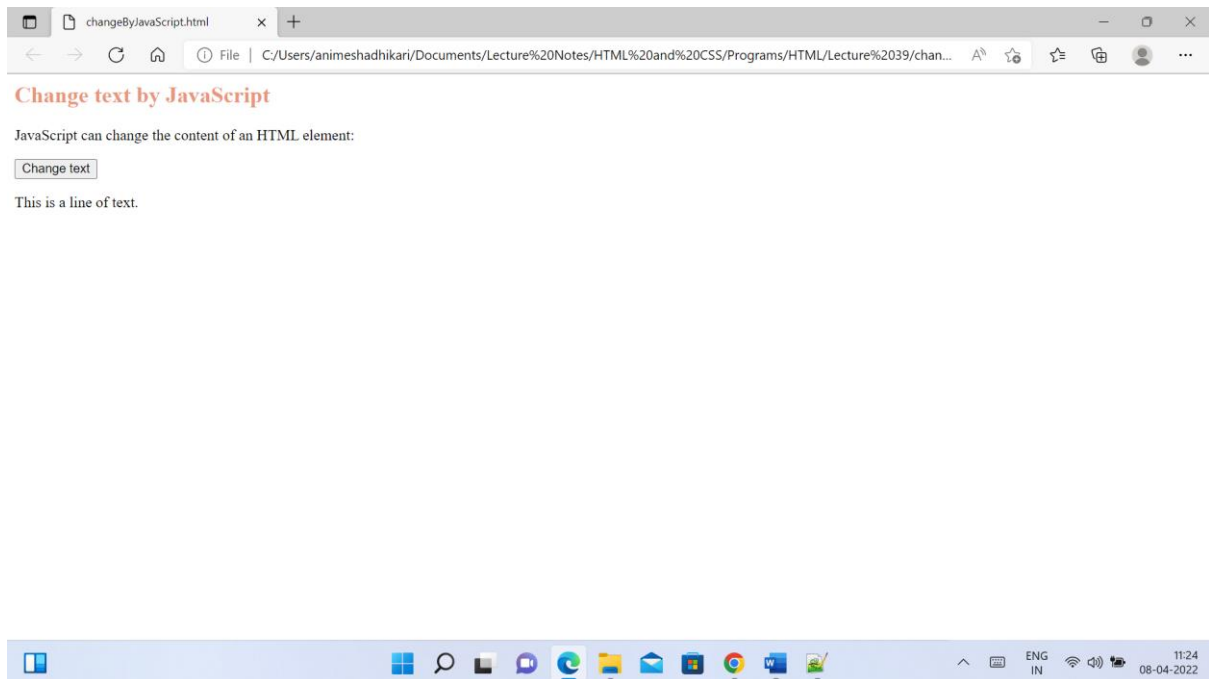 changeByJavaScript.html
File | C:/Users/animeshadhikari/Documents/Lecture%20Notes/HTML%20and%20CSS/Programs/HTML/Lecture%2039/chan...
Change text by JavaScript
JavaScript can change the content of an HTML element:
Change text
This is a line of text.
ENG
IN
11:24
08-04-2022